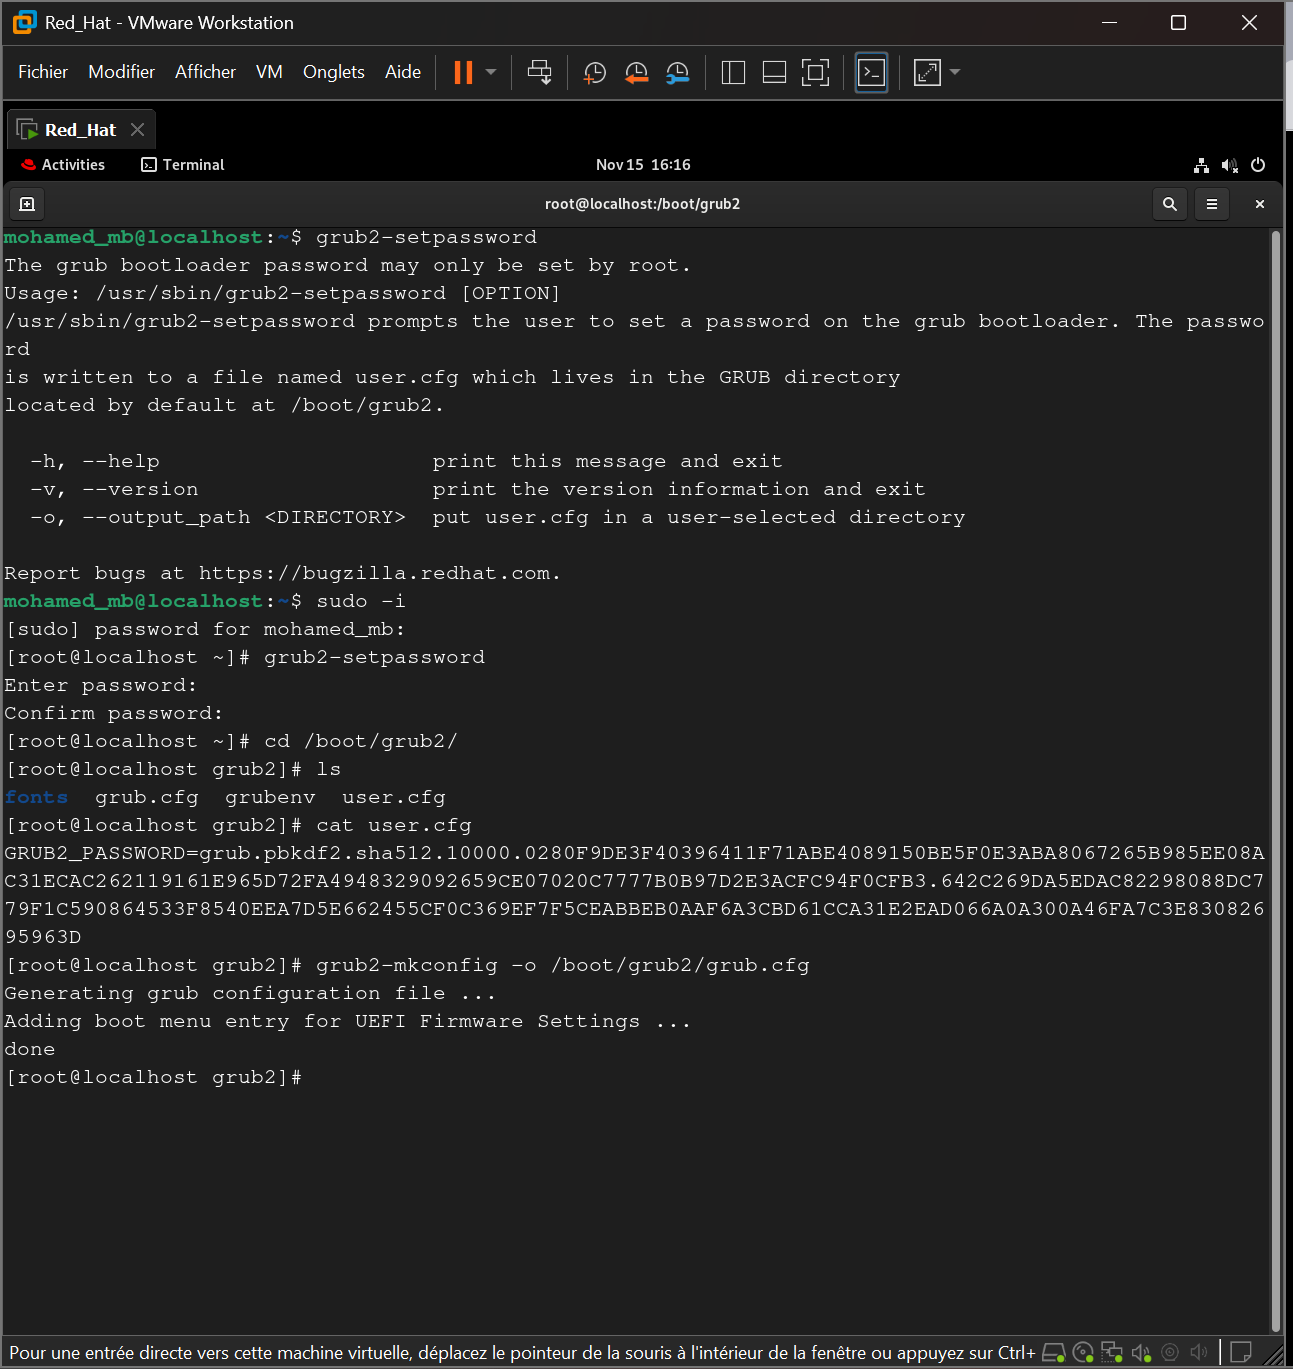 Red_Hat - VMware Workstation
Fichier Modifier Afficher VM Onglets Aide
Red_Hat
Activities Terminal Nov 15 16:16
root@localhost:/boot/grub2
mohamed_mb@localhost:~$ grub2-setpassword
The grub bootloader password may only be set by root.
Usage: /usr/sbin/grub2-setpassword [OPTION]
/usr/sbin/grub2-setpassword prompts the user to set a password on the grub bootloader. The passwo
rd
is written to a file named user.cfg which lives in the GRUB directory
located by default at /boot/grub2.
-h, --help print this message and exit
-v, --version print the version information and exit
-o, --output_path <DIRECTORY> put user.cfg in a user-selected directory
Report bugs at https://bugzilla.redhat.com.
mohamed_mb@localhost:~$ sudo -i
[sudo] password for mohamed_mb:
[root@localhost ~]# grub2-setpassword
Enter password:
Confirm password:
[root@localhost ~]# cd /boot/grub2/
[root@localhost grub2]# ls
fonts grub.cfg grubenv user.cfg
[root@localhost grub2]# cat user.cfg
GRUB2_PASSWORD=grub.pbkdf2.sha512.10000.0280F9DE3F40396411F71ABE4089150BE5F0E3ABA8067265B985EE08A
C31ECAC262119161E965D72FA4948329092659CE07020C7777B0B97D2E3ACFC94F0CFB3.642C269DA5EDAC82298088DC7
79F1C590864533F8540EEA7D5E662455CF0C369EF7F5CEABBEB0AAF6A3CBD61CCA31E2EAD066A0A300A46FA7C3E830826
95963D
[root@localhost grub2]# grub2-mkconfig -o /boot/grub2/grub.cfg
Generating grub configuration file ...
Adding boot menu entry for UEFI Firmware Settings ...
done
[root@localhost grub2]#
Pour une entrée directe vers cette machine virtuelle, déplacez le pointeur de la souris à l'intérieur de la fenêtre ou appuyez sur Ctrl+